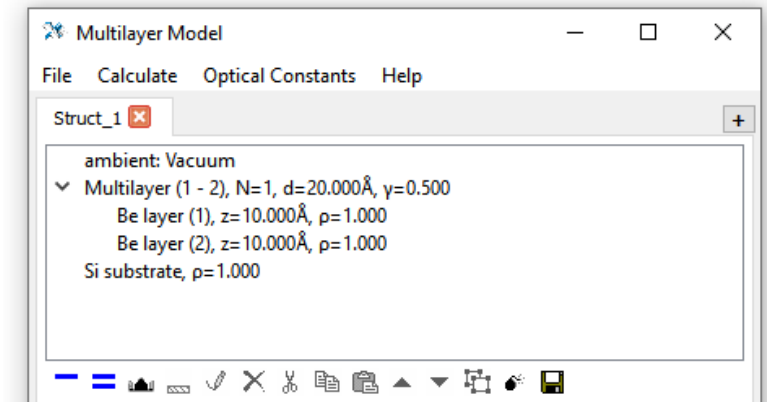 Multilayer Model
File Calculate Optical Constants Help
Struct_1
+
ambient: Vacuum
Multilayer (1 - 2), N=1, d=20.000Å, γ=0.500
Be layer (1), z=10.000Å, ρ=1.000
Be layer (2), z=10.000Å, ρ=1.000
Si substrate, ρ=1.000